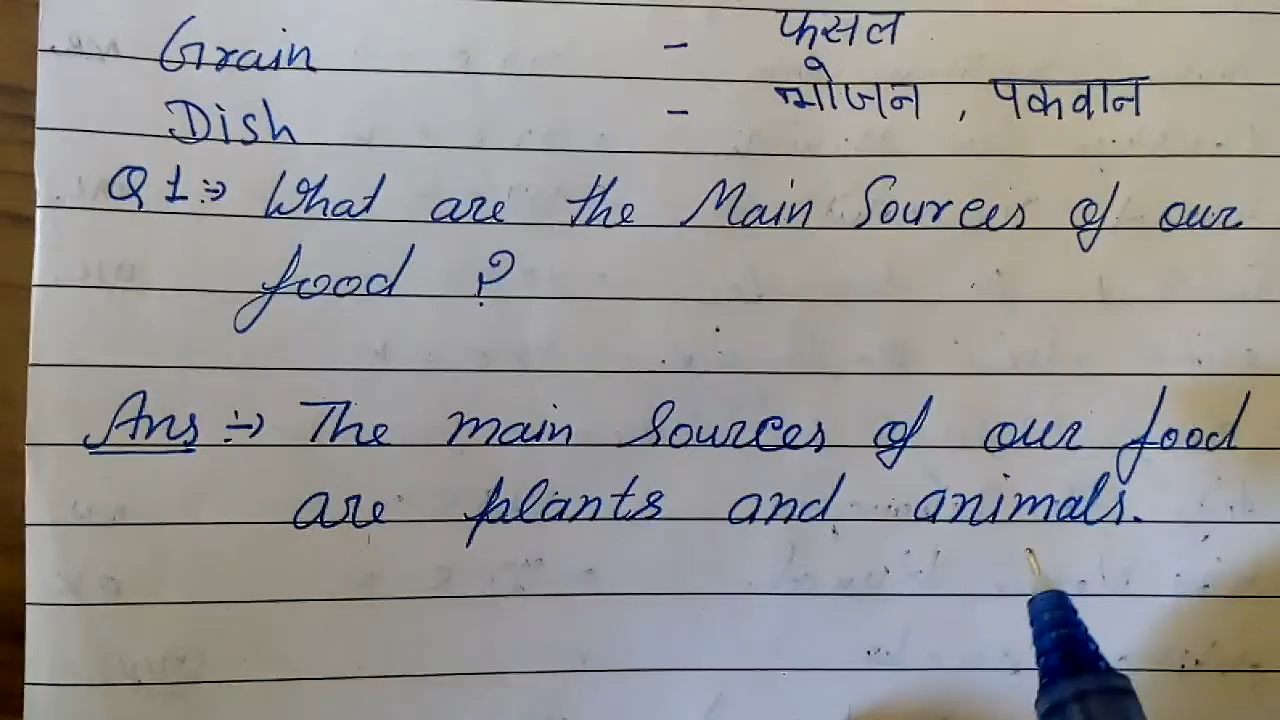 Grain - फसल
Dish - भोजन , पकवान
Q1:⇒ What are the Main Sources of our
food ?
Ans :→ The main Sources of our food
are plants and animals.